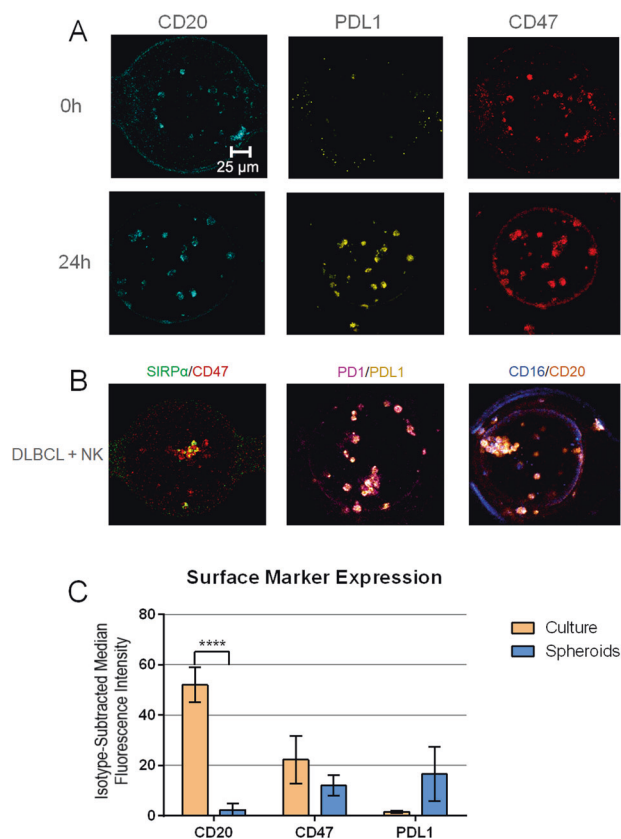 A
CD20 PDL1 CD47
0h
25 µm
24h
B
SIRPα/CD47 PD1/PDL1 CD16/CD20
DLBCL + NK
C
Surface Marker Expression
Isotype-Subtracted Median
Fluorescence Intensity
80
60
40
20
0
****
CD20 CD47 PDL1
Culture
Spheroids